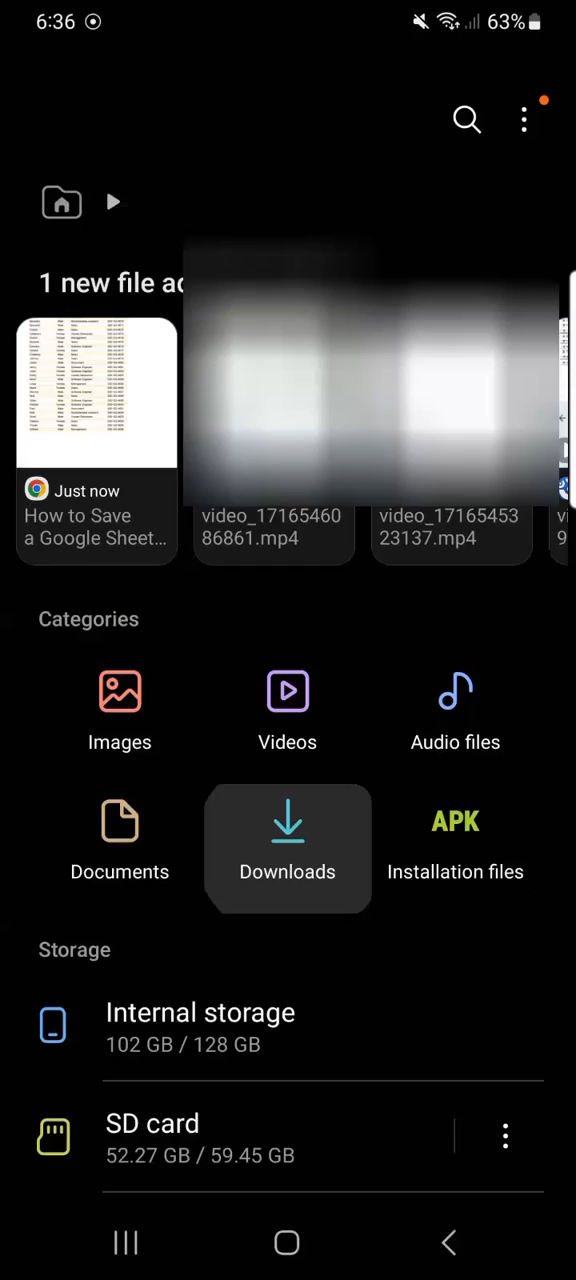 6:36
63%
1 new file
Just now
How to Save
a Google Sheet...
video_17165460
86861.mp4
video_17165453
23137.mp4
Categories
Images
Videos
Audio files
Documents
Downloads
APK
Installation files
Storage
Internal storage
102 GB / 128 GB
SD card
52.27 GB / 59.45 GB